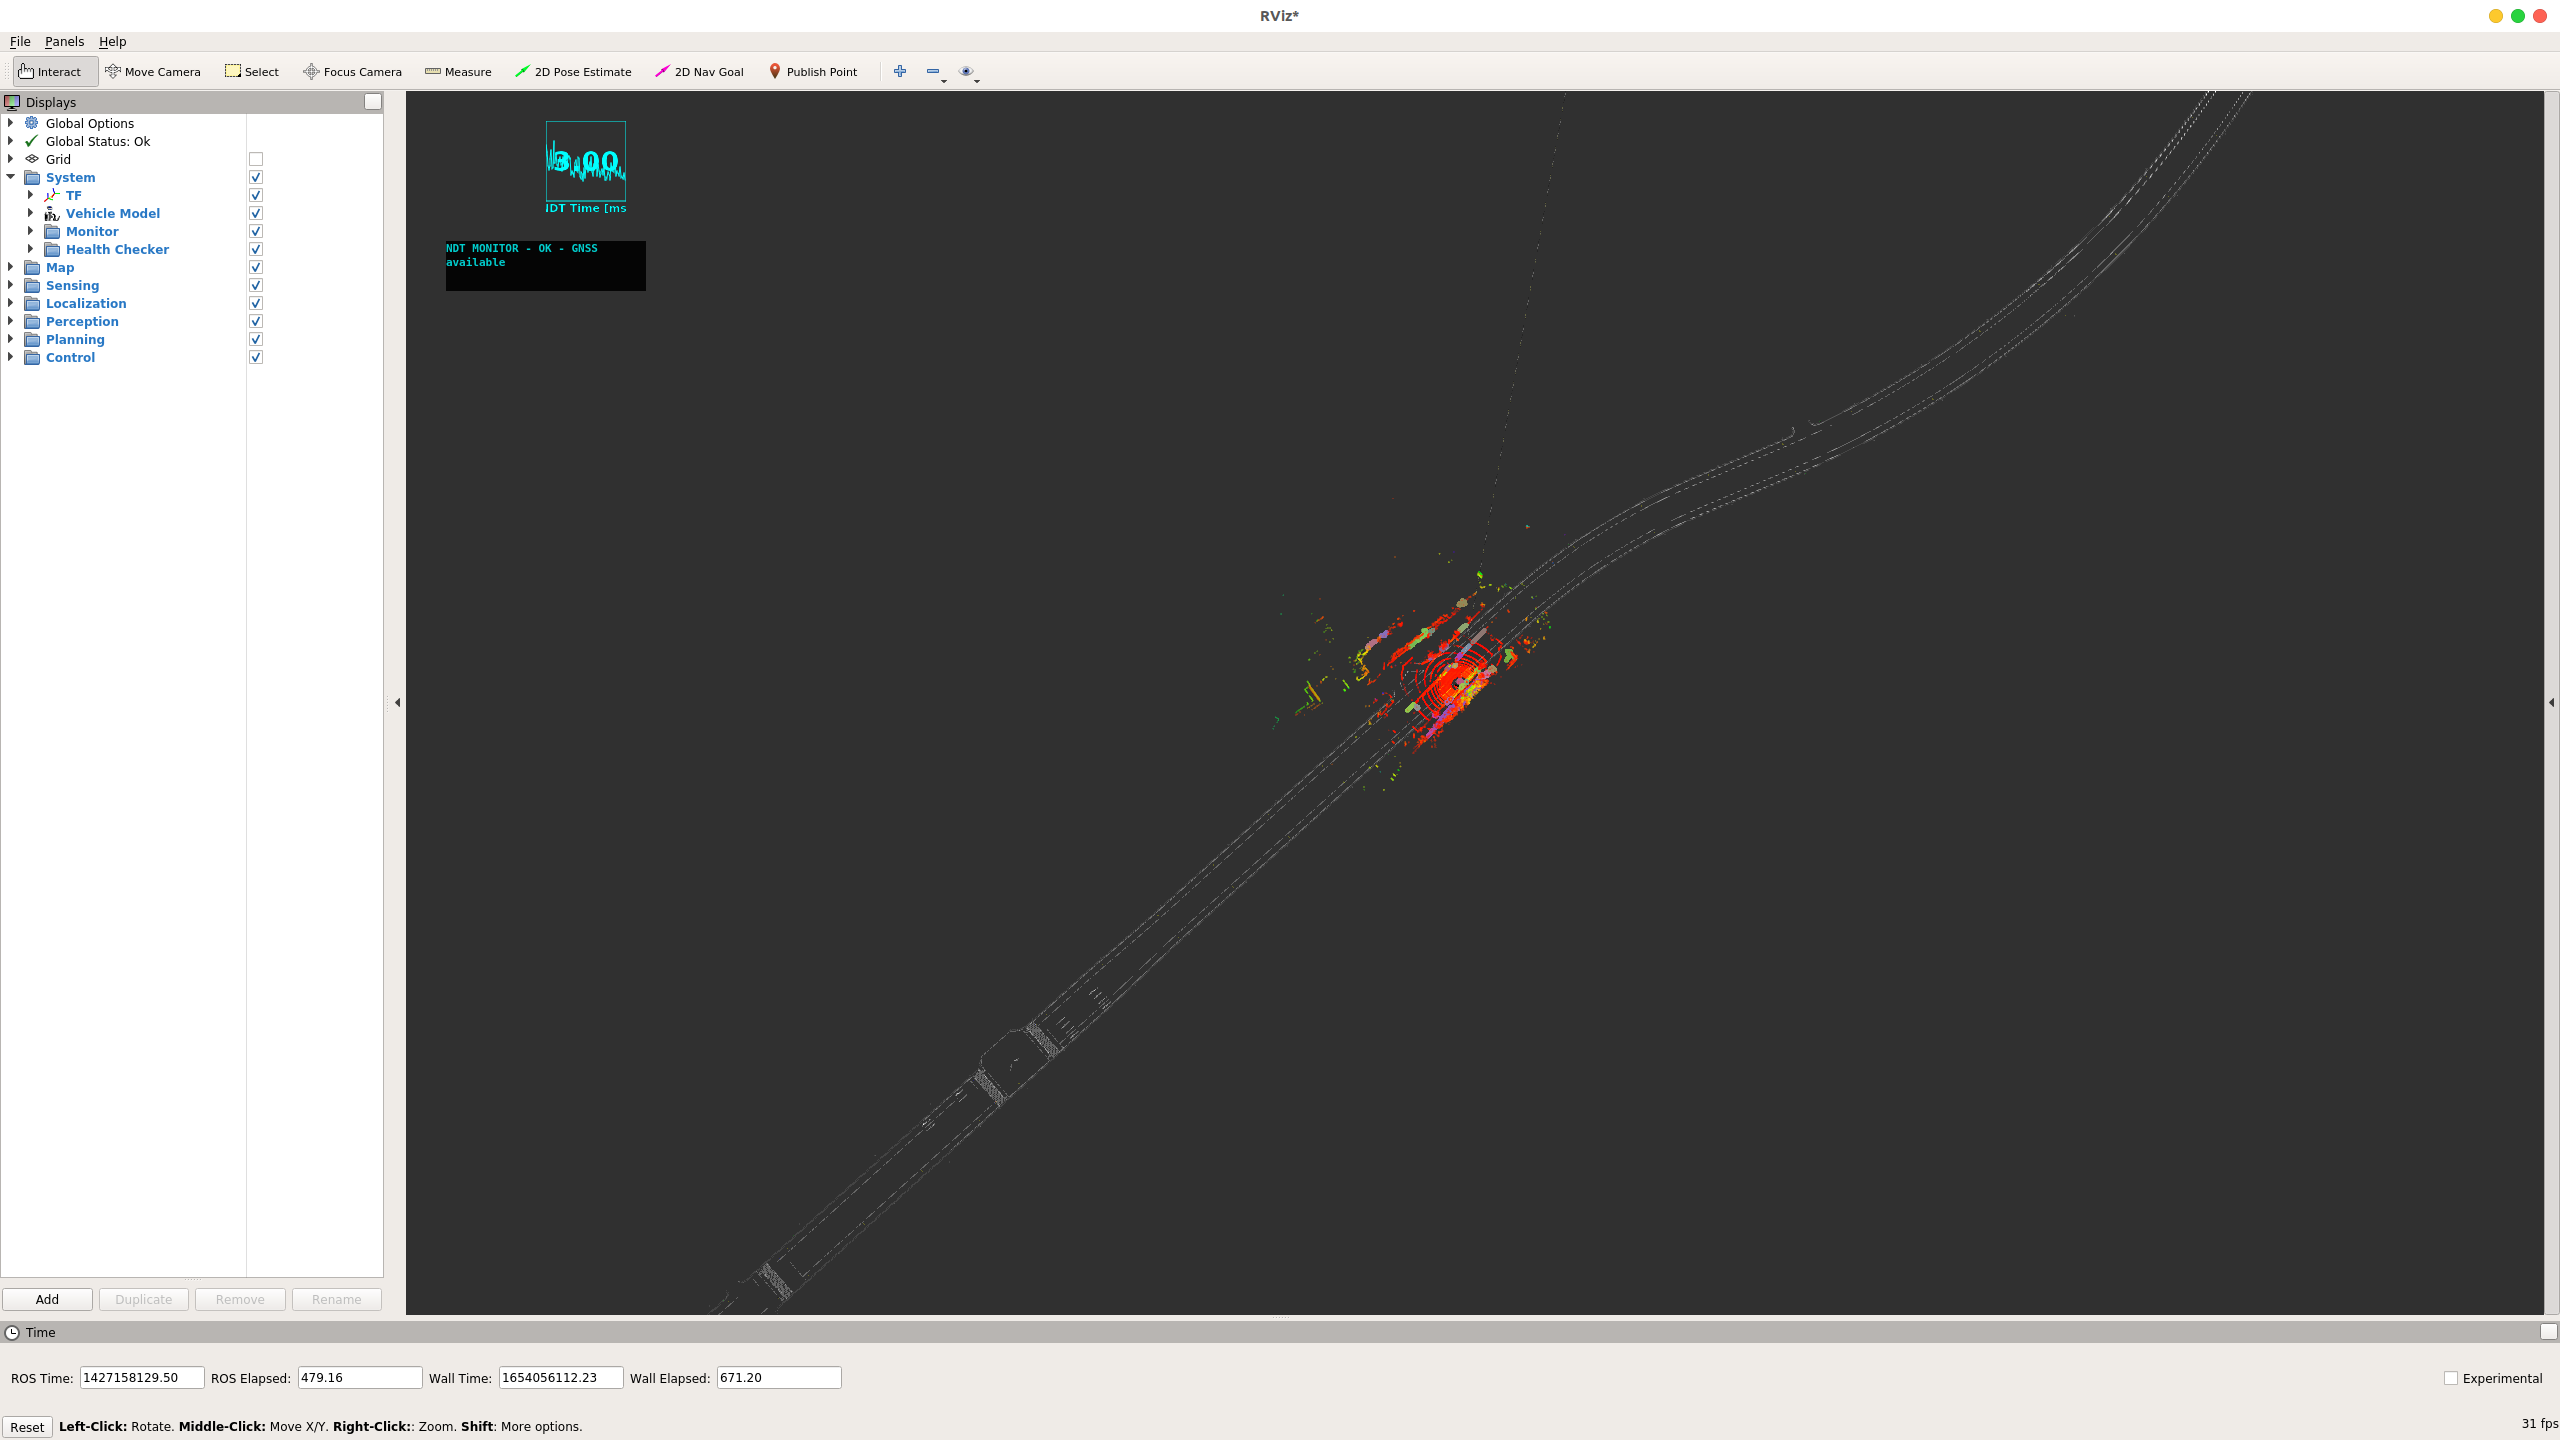 RViz*
File Panels Help
Interact Move Camera Select Focus Camera Measure 2D Pose Estimate 2D Nav Goal Publish Point
Displays
Global Options
Global Status: Ok
Grid
System
TF
Vehicle Model
Monitor
Health Checker
Map
Sensing
Localization
Perception
Planning
Control
3.00
NDT Time [ms
NDT MONITOR - OK - GNSS
available
Add Duplicate Remove Rename
Time
ROS Time: 1427158129.50 ROS Elapsed: 479.16 Wall Time: 1654056112.23 Wall Elapsed: 671.20 Experimental
Reset Left-Click: Rotate. Middle-Click: Move X/Y. Right-Click:: Zoom. Shift: More options. 31 fps